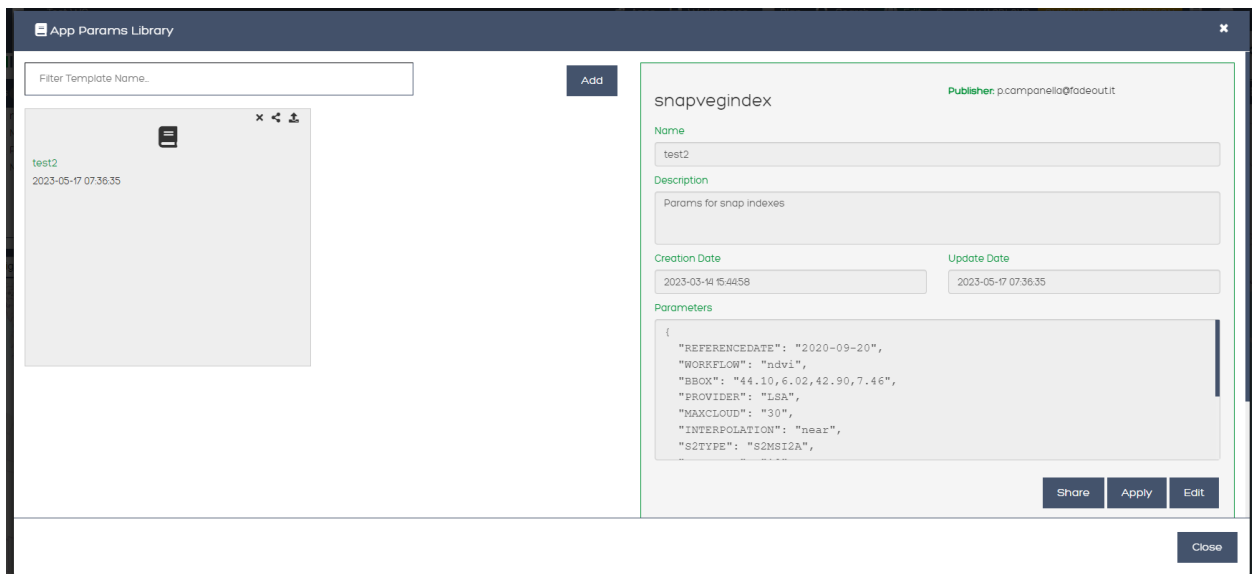 App Params Library
Filter Template Name...
Add
test2
2023-05-17 07:36:35
snapvegindex
Publisher: p.campanella@fadeout.it
Name
test2
Description
Params for snap indexes
Creation Date
Update Date
2023-03-14 15:44:58
2023-05-17 07:36:35
Parameters
{
"REFERENCEDATE": "2020-09-20",
"WORKFLOW": "ndvi",
"BBOX": "44.10,6.02,42.90,7.46",
"PROVIDER": "LSA",
"MAXCLOUD": "30",
"INTERPOLATION": "near",
"S2TYPE": "S2MSI2A",
Share
Apply
Edit
Close